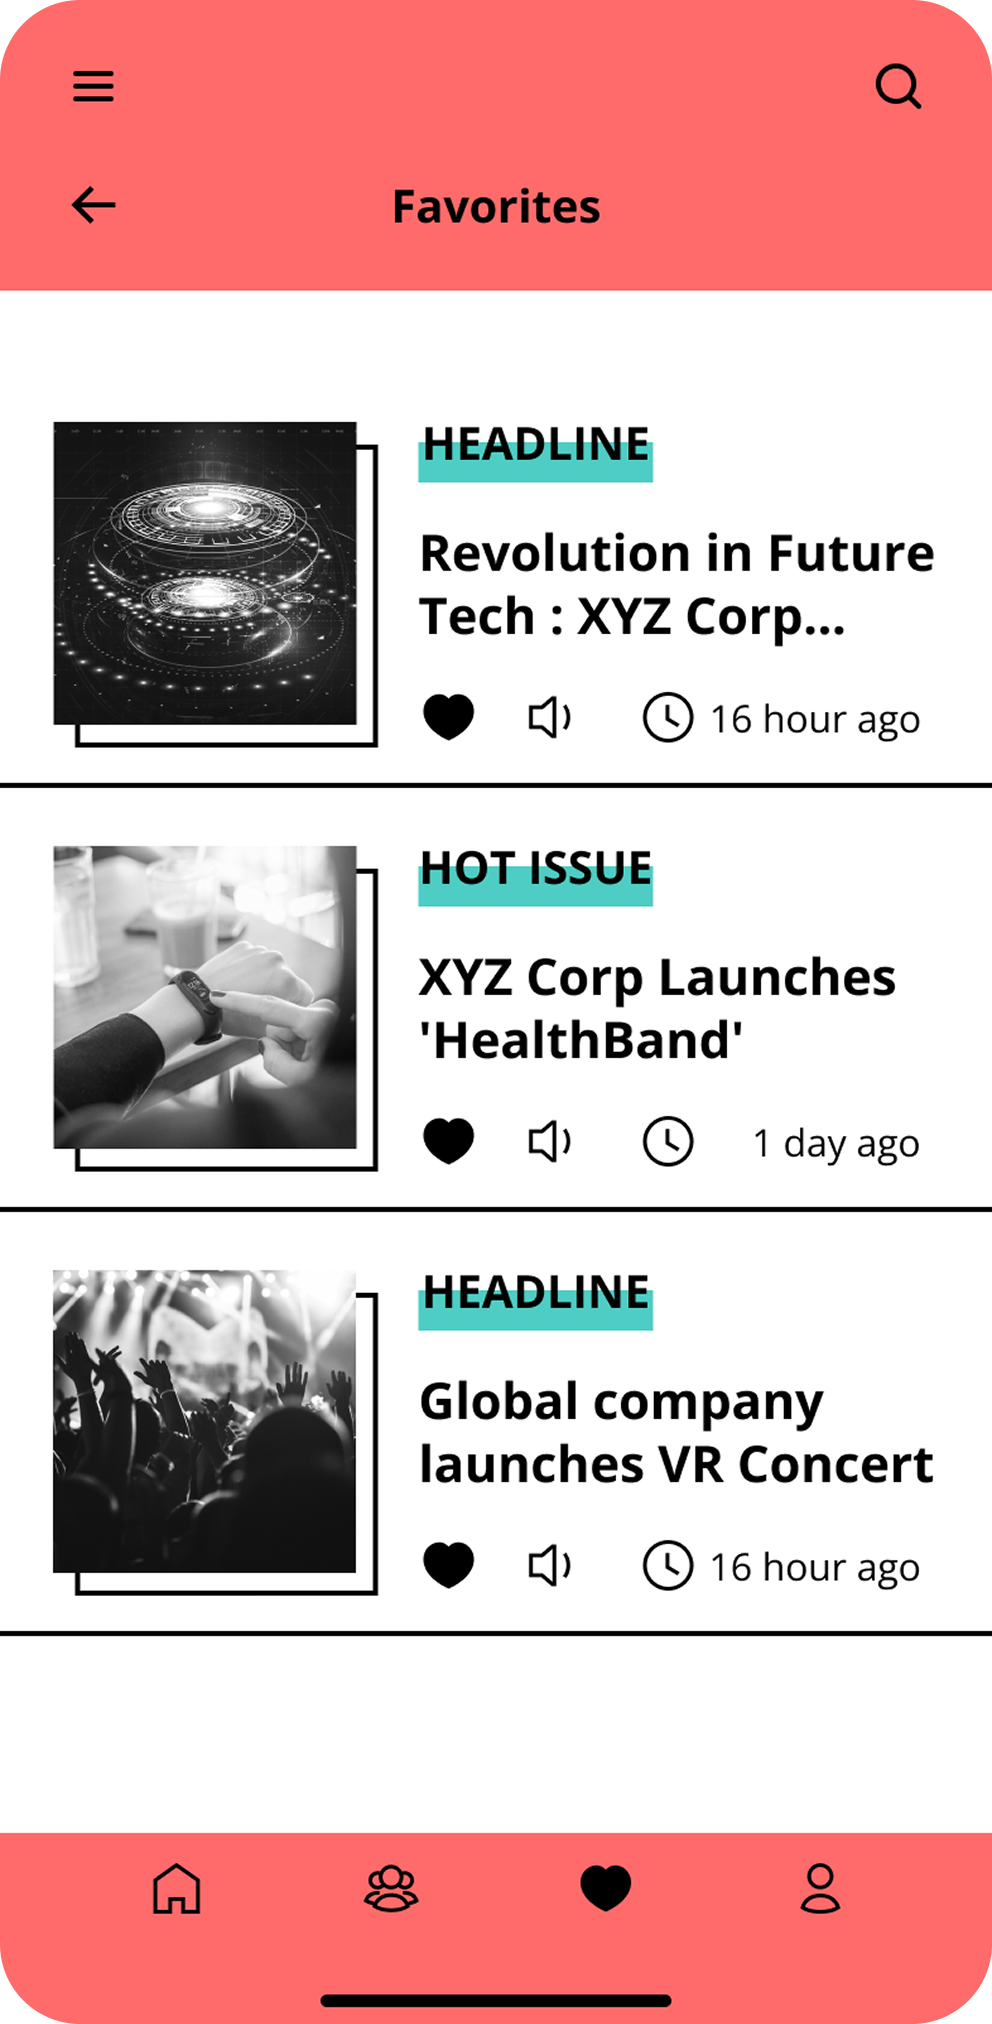 Favorites
HEADLINE
Revolution in Future
Tech : XYZ Corp...
16 hour ago
HOT ISSUE
XYZ Corp Launches
'HealthBand'
1 day ago
HEADLINE
Global company
launches VR Concert
16 hour ago